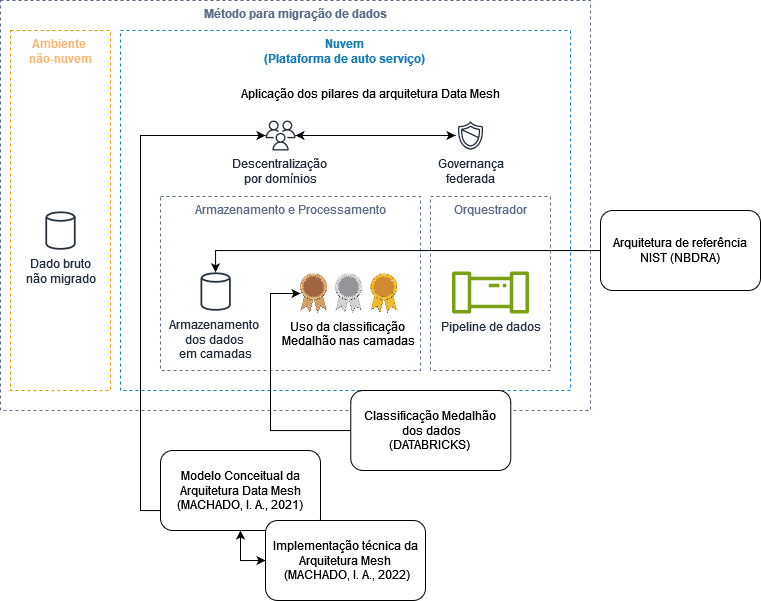 Método para migração de dados
Ambiente
não-nuvem
Nuvem
(Plataforma de auto serviço)
Aplicação dos pilares da arquitetura Data Mesh
Descentralização
por domínios
Governança
federada
Armazenamento e Processamento
Orquestrador
Dado bruto
não migrado
Armazenamento
dos dados
em camadas
Uso da classificação
Medalhão nas camadas
Pipeline de dados
Arquitetura de referência
NIST (NBDRA)
Classificação Medalhão
dos dados
(DATABRICKS)
Modelo Conceitual da
Arquitetura Data Mesh
(MACHADO, I. A., 2021)
Implementação técnica da
Arquitetura Mesh
(MACHADO, I. A., 2022)